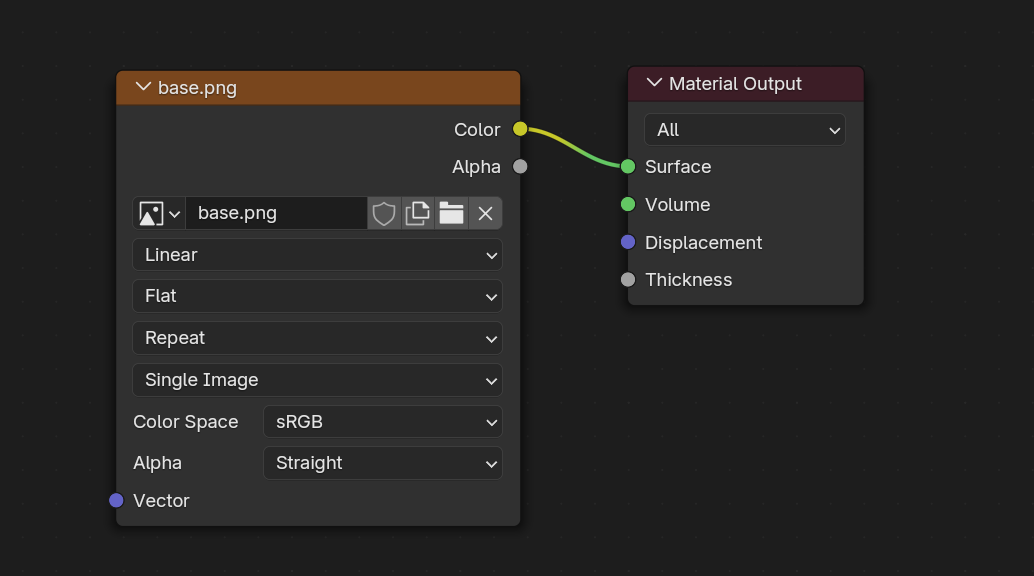 base.png
Color
Alpha
base.png
Linear
Flat
Repeat
Single Image
Color Space sRGB
Alpha Straight
Vector
Material Output
All
Surface
Volume
Displacement
Thickness